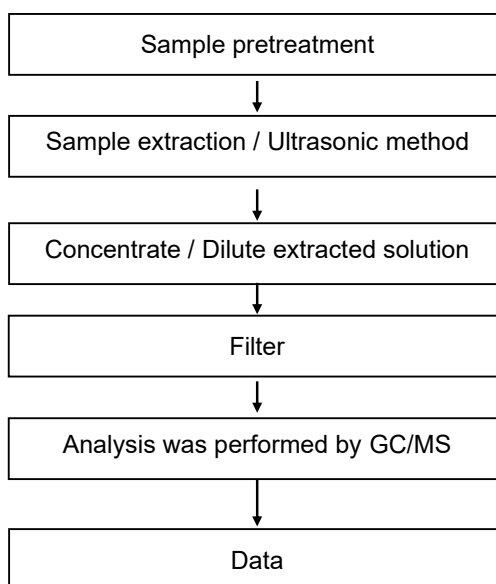 Sample pretreatment
Sample extraction / Ultrasonic method
Concentrate / Dilute extracted solution
Filter
Analysis was performed by GC/MS
Data